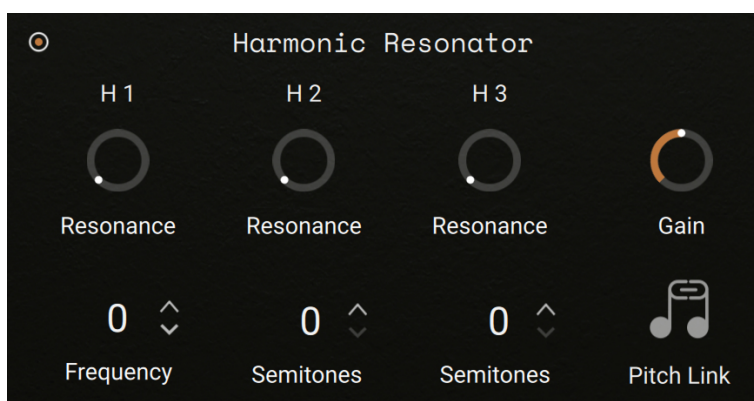 Harmonic Resonator
H 1 H 2 H 3
Resonance Resonance Resonance Gain
0 0 0
Frequency Semitones Semitones Pitch Link